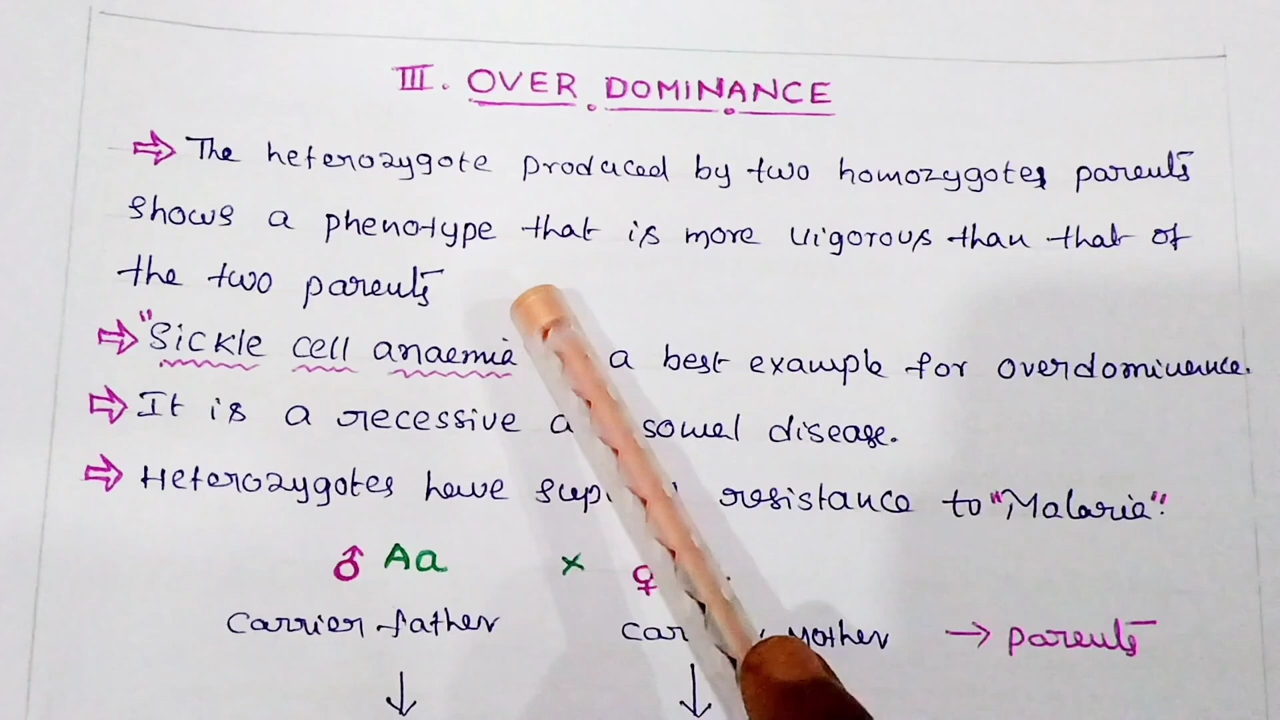 III. OVER DOMINANCE
⇒ The heterozygote produced by two homozygotes parents
shows a phenotype that is more vigorous than that of
the two parents
⇒ "Sickle cell anaemia a best example for overdominance.
⇒ It is a recessive disease.
⇒ Heterozygotes have resistance to "Malaria".
♂ Aa × ♀
Carrier father Mother → parents
↓ ↓